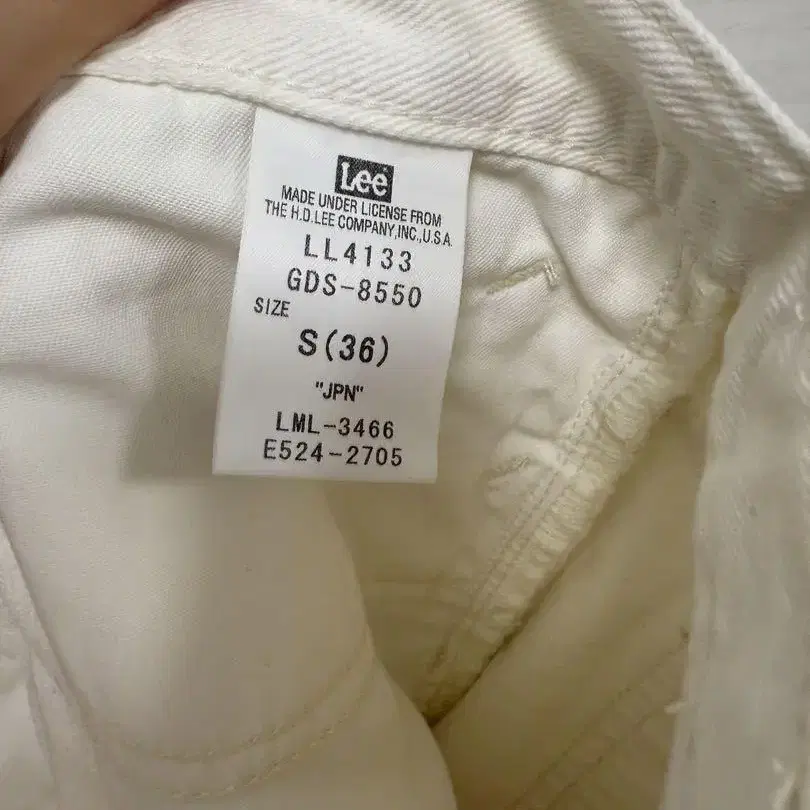 Lee
MADE UNDER LICENSE FROM
THE H.D.LEE COMPANY,INC.,U.S.A.
LL4133
GDS-8550
SIZE
S(36)
"JPN"
LML-3466
E524-2705